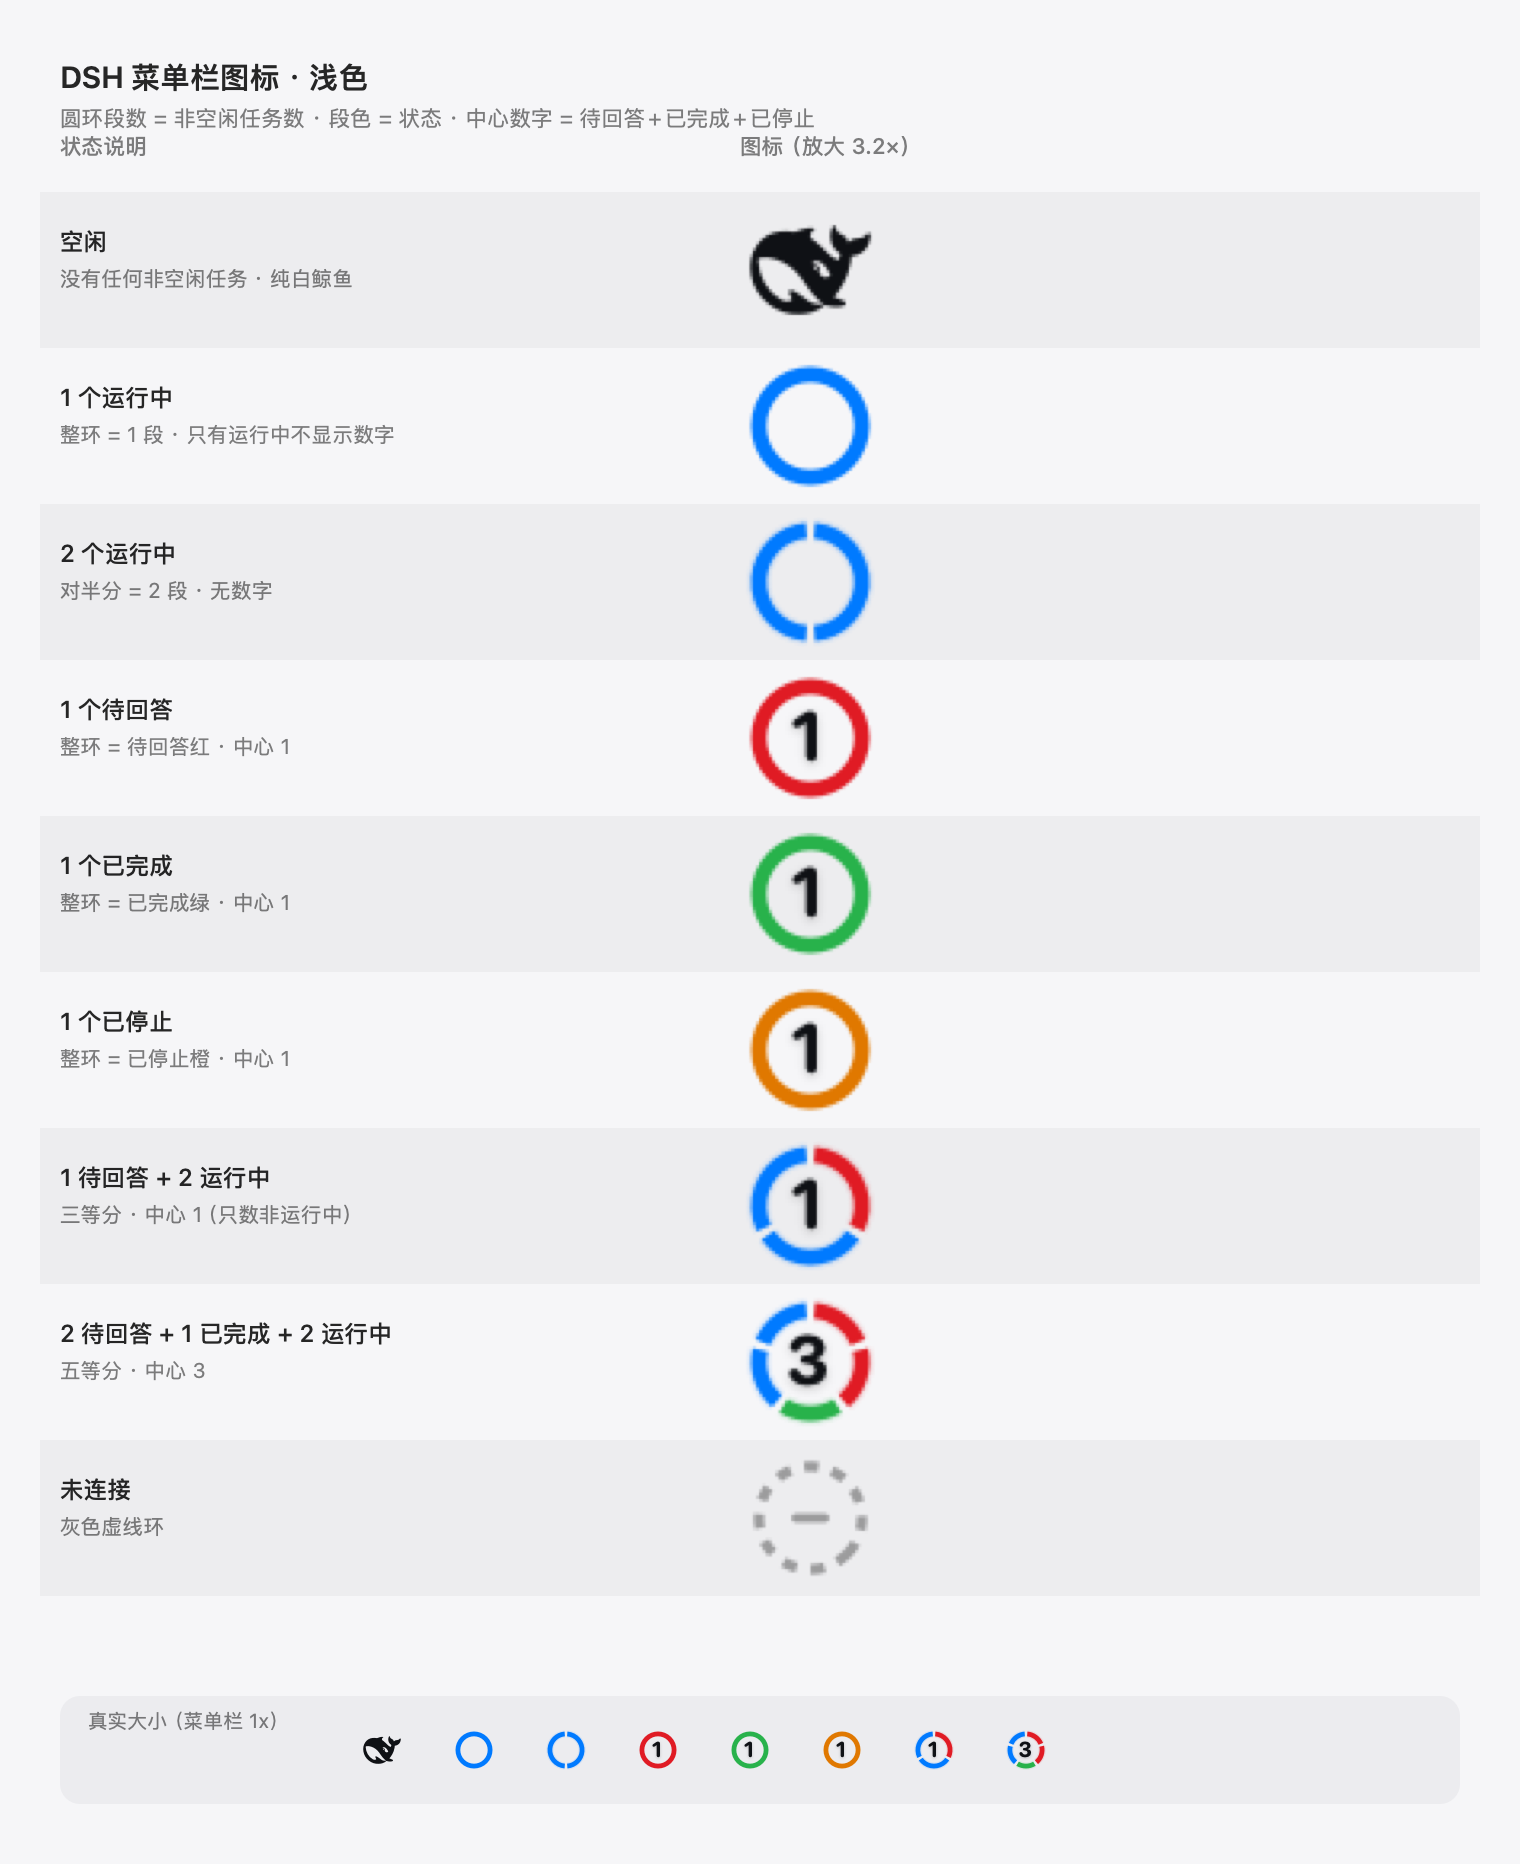 DSH 菜单栏图标 · 浅色
圆环段数 = 非空闲任务数 · 段色 = 状态 · 中心数字 = 待回答+已完成+已停止
状态说明
图标 (放大 3.2×)
空闲
没有任何非空闲任务 · 纯白鲸鱼
1 个运行中
整环 = 1 段 · 只有运行中不显示数字
2 个运行中
对半分 = 2 段 · 无数字
1 个待回答
整环 = 待回答红 · 中心 1
1
1 个已完成
整环 = 已完成绿 · 中心 1
1
1 个已停止
整环 = 已停止橙 · 中心 1
1
1 待回答 + 2 运行中
三等分 · 中心 1 (只数非运行中)
1
2 待回答 + 1 已完成 + 2 运行中
五等分 · 中心 3
3
未连接
灰色虚线环
真实大小 (菜单栏 1x)
1 1 1 1 3